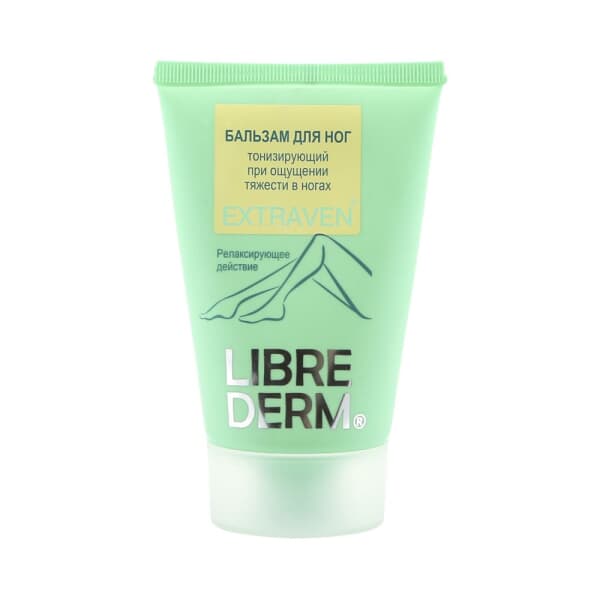 БАЛЬЗАМ ДЛЯ НОГ
тонизирующий
при ощущении
тяжести в ногах
EXTRAVEN
Релаксирующее
действие
LIBRE
DERM®